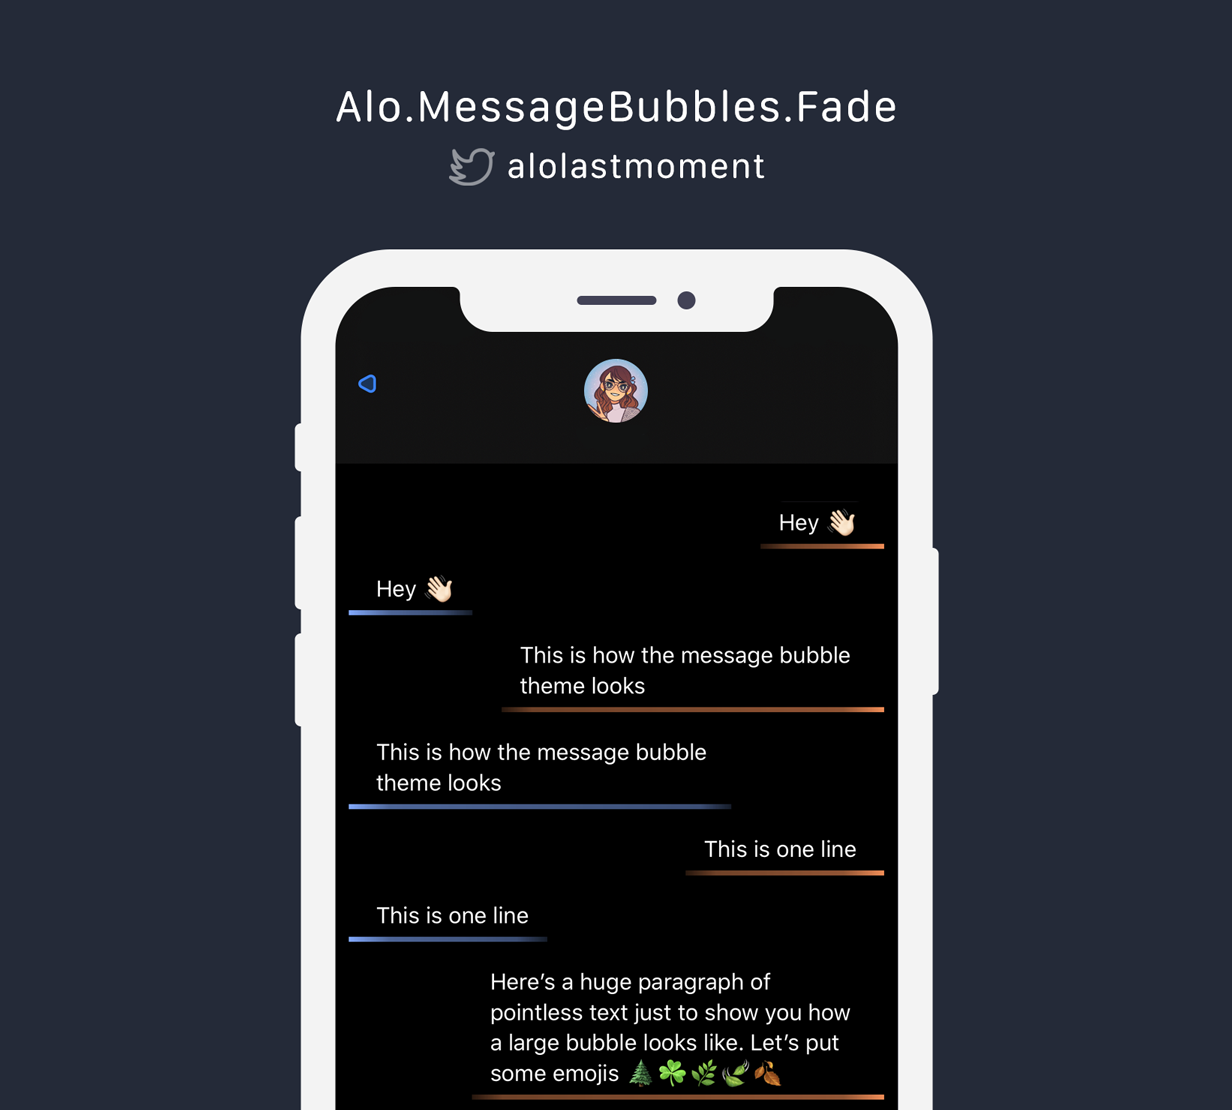 Alo.MessageBubbles.Fade
alolastmoment
Hey 👋🏻
Hey 👋🏻
This is how the message bubble
theme looks
This is how the message bubble
theme looks
This is one line
This is one line
Here’s a huge paragraph of
pointless text just to show you how
a large bubble looks like. Let’s put
some emojis 🌲☘️🌿🍃🍂